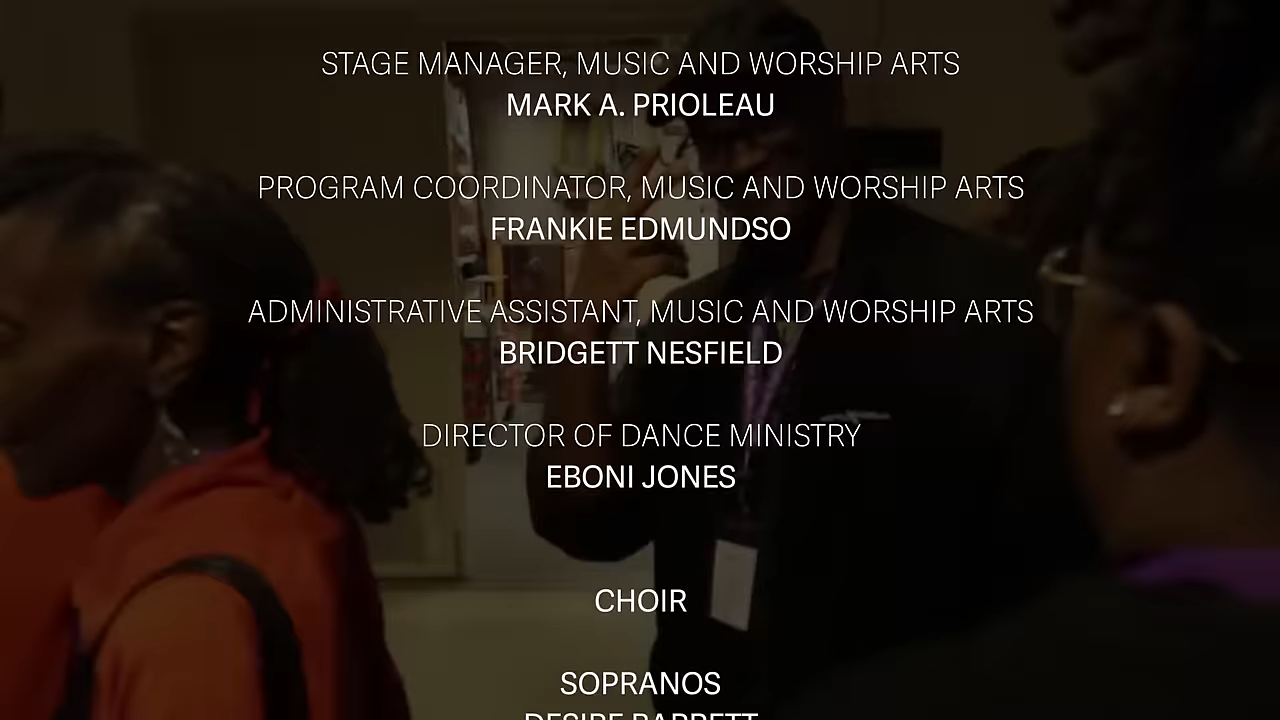 STAGE MANAGER, MUSIC AND WORSHIP ARTS
MARK A. PRIOLEAU
PROGRAM COORDINATOR, MUSIC AND WORSHIP ARTS
FRANKIE EDMUNDSO
ADMINISTRATIVE ASSISTANT, MUSIC AND WORSHIP ARTS
BRIDGETT NESFIELD
DIRECTOR OF DANCE MINISTRY
EBONI JONES
CHOIR
SOPRANOS